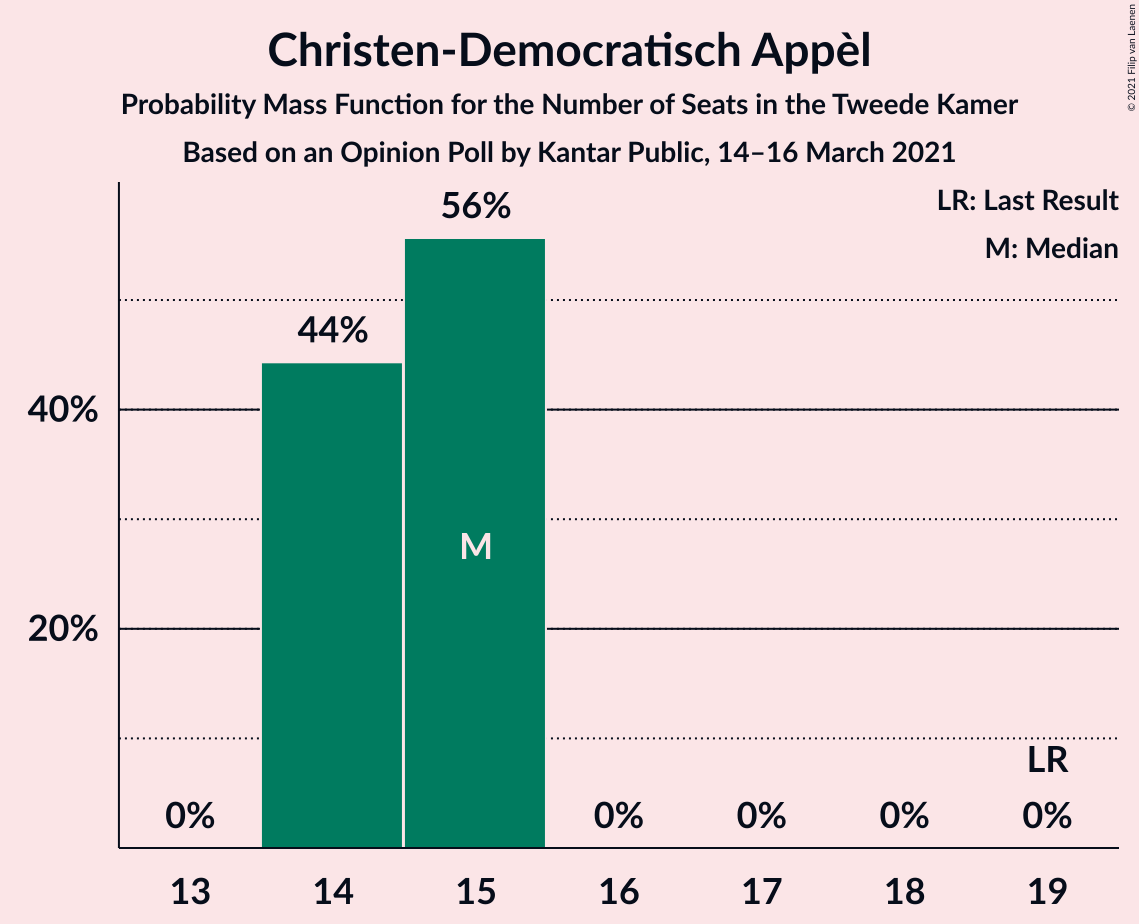 Christen-Democratisch Appèl
Probability Mass Function for the Number of Seats in the Tweede Kamer
Based on an Opinion Poll by Kantar Public, 14–16 March 2021
© 2021 Filip van Laenen
LR: Last Result
M: Median
56%
44%
40%
M
20%
LR
0%
0%
0%
0%
0%
13
14
15
16
17
18
19